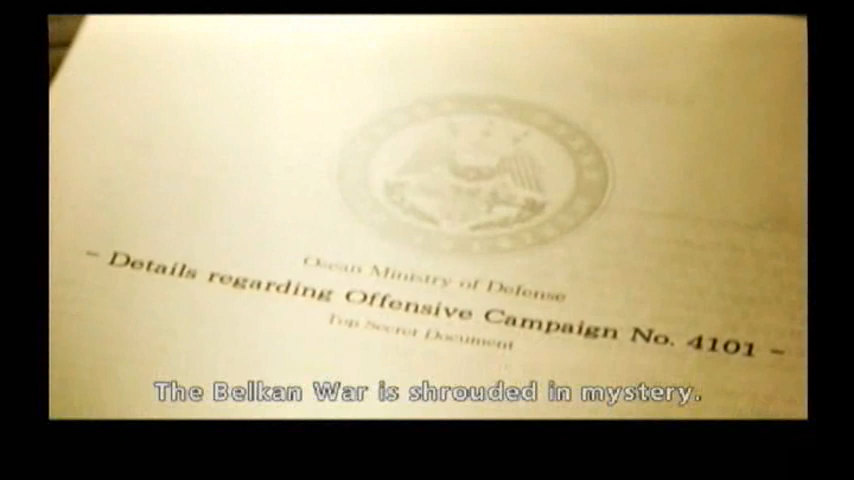 Osean Ministry of Defense
- Details regarding Offensive Campaign No. 4101 -
Top Secret Document
The Belkan War is shrouded in mystery.